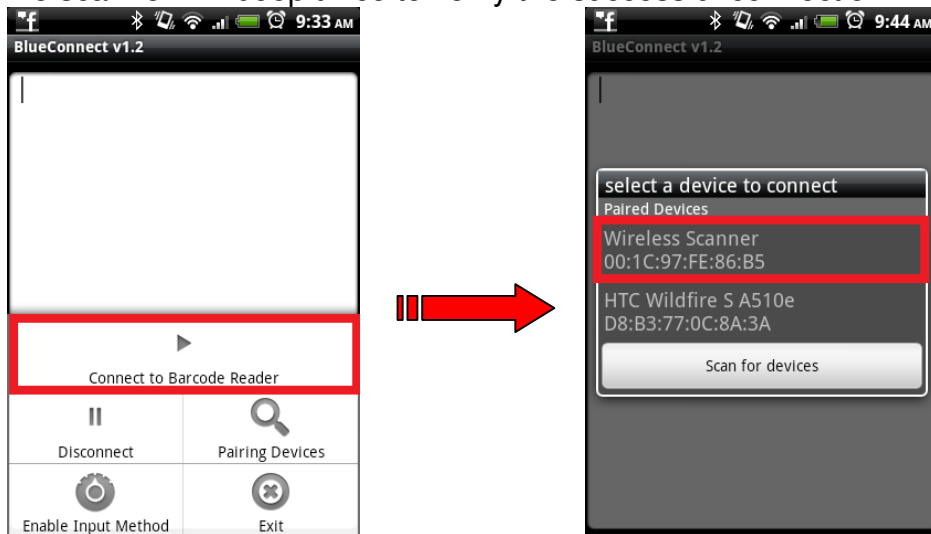 9:33 AM
BlueConnect v1.2
Connect to Barcode Reader
Disconnect
Pairing Devices
Enable Input Method
Exit
9:44 AM
BlueConnect v1.2
select a device to connect
Paired Devices
Wireless Scanner
00:1C:97:FE:86:B5
HTC Wildfire S A510e
D8:B3:77:0C:8A:3A
Scan for devices